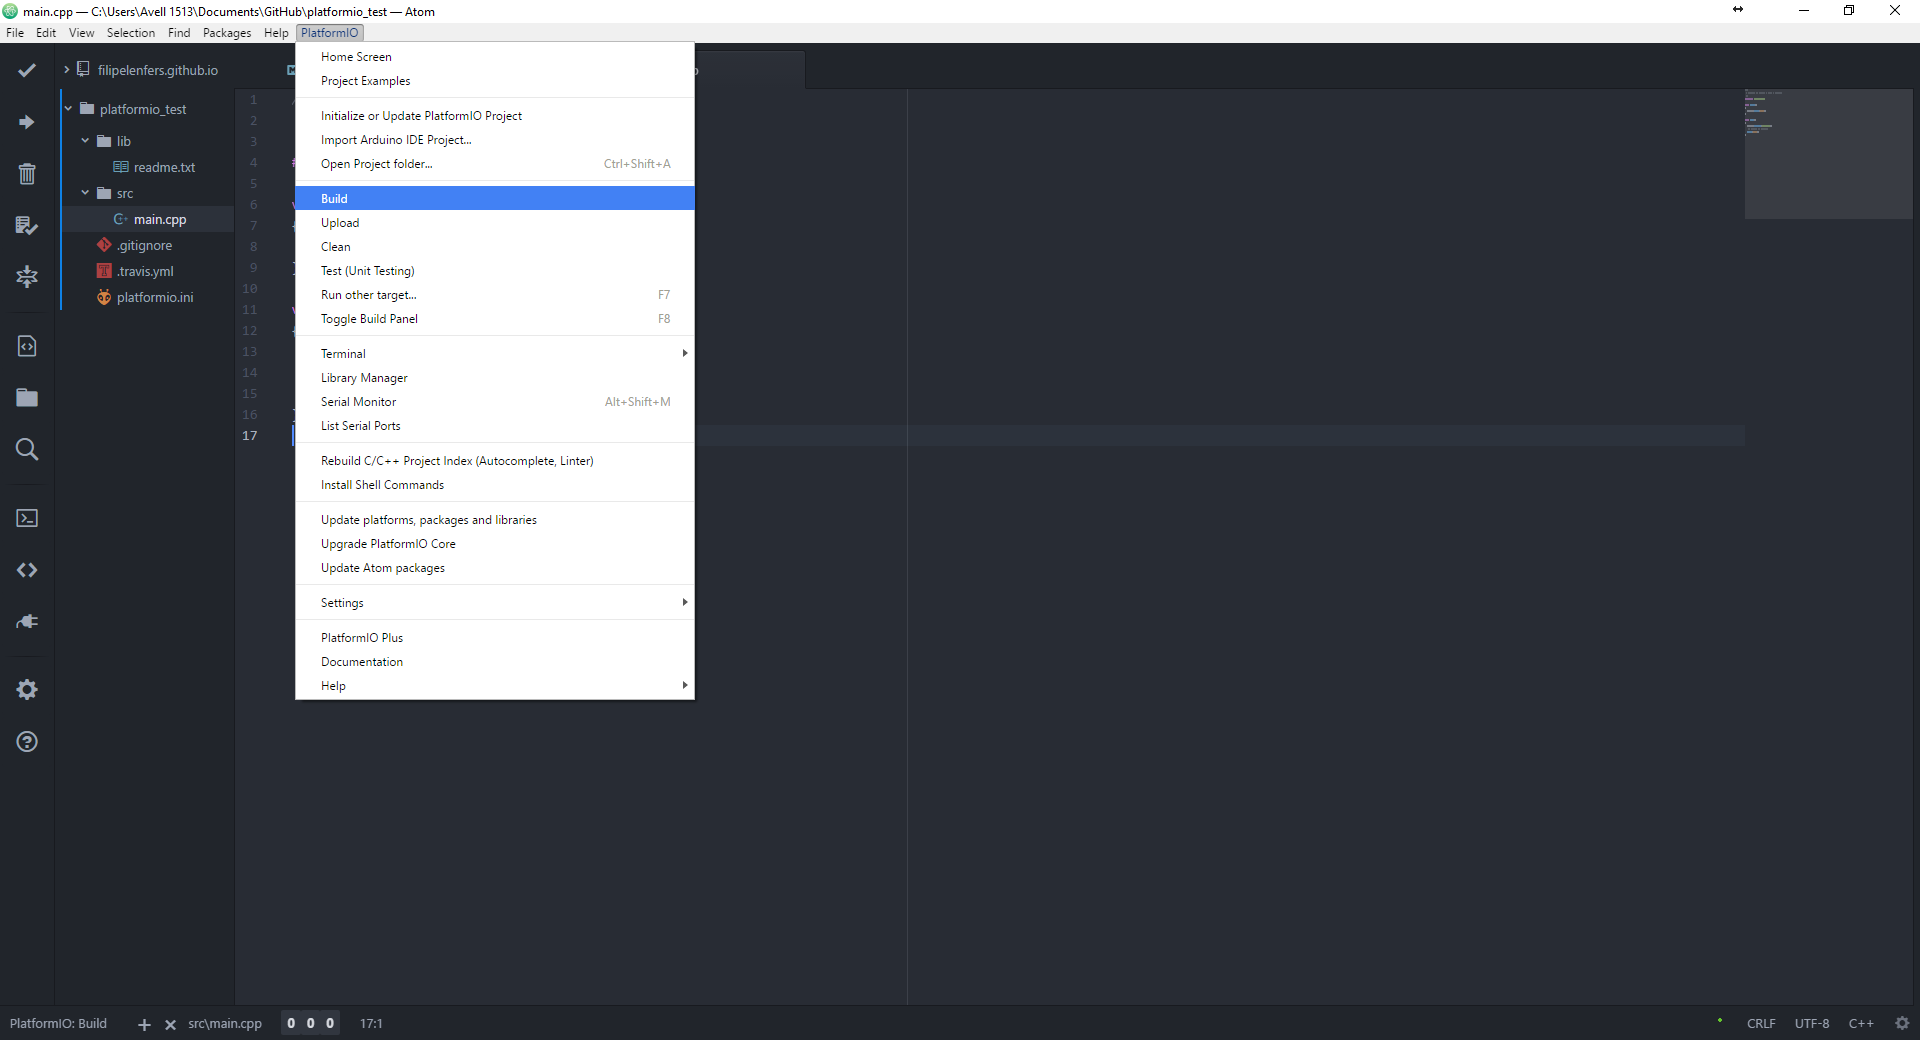 main.cpp — C:\Users\Avell 1513\Documents\GitHub\platformio_test — Atom
File Edit View Selection Find Packages Help PlatformIO
filipelenfers.github.io
platformio_test
lib
readme.txt
src
main.cpp
.gitignore
.travis.yml
platformio.ini
Home Screen
Project Examples
Initialize or Update PlatformIO Project
Import Arduino IDE Project...
Open Project folder... Ctrl+Shift+A
Build
Upload
Clean
Test (Unit Testing)
Run other target... F7
Toggle Build Panel F8
Terminal
Library Manager
Serial Monitor Alt+Shift+M
List Serial Ports
Rebuild C/C++ Project Index (Autocomplete, Linter)
Install Shell Commands
Update platforms, packages and libraries
Upgrade PlatformIO Core
Update Atom packages
Settings
PlatformIO Plus
Documentation
Help
1
2
3
4 #
5
6
7
8
9
10
11
12
13
14
15
16
17
PlatformIO: Build src\main.cpp 0 0 0 17:1 CRLF UTF-8 C++